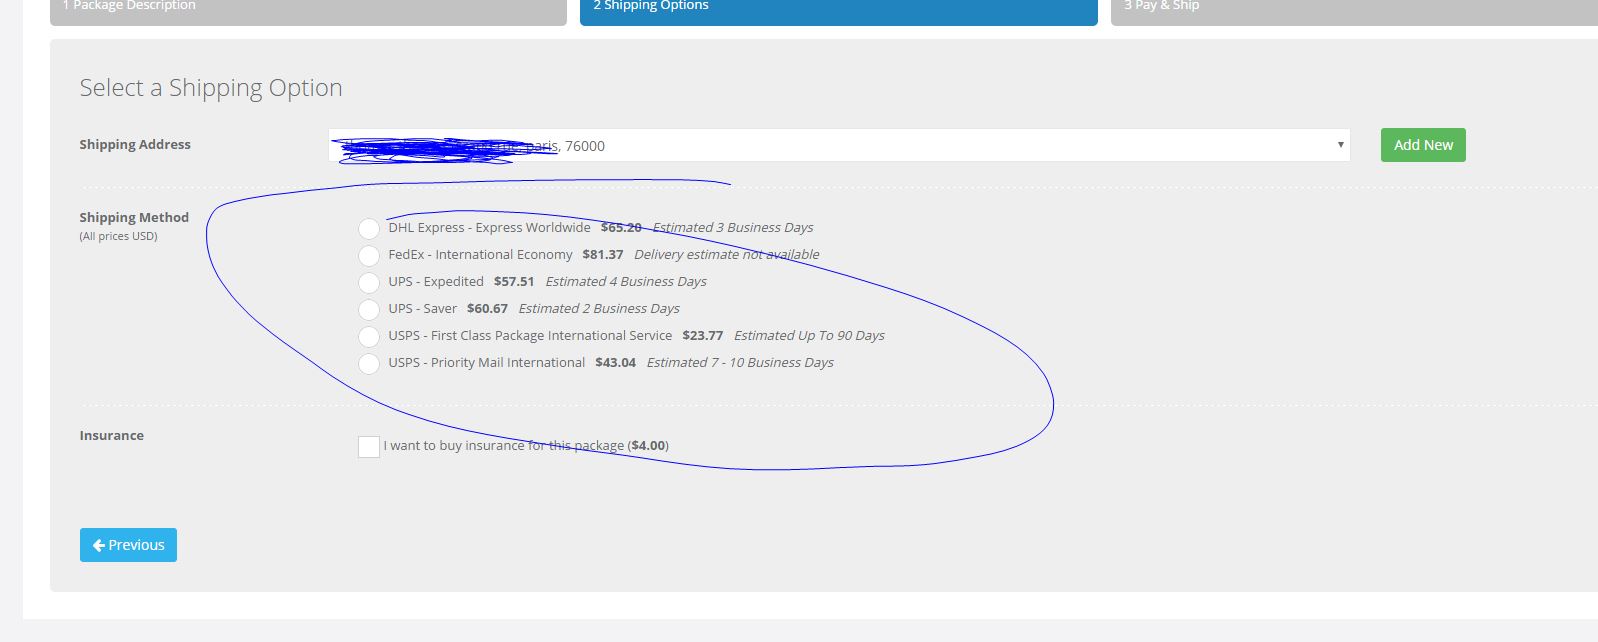 1 Package Description
2 Shipping Options
3 Pay & Ship
Select a Shipping Option
Shipping Address
paris, 76000
Add New
Shipping Method
(All prices USD)
DHL Express - Express Worldwide $65.20 Estimated 3 Business Days
FedEx - International Economy $81.37 Delivery estimate not available
UPS - Expedited $57.51 Estimated 4 Business Days
UPS - Saver $60.67 Estimated 2 Business Days
USPS - First Class Package International Service $23.77 Estimated Up To 90 Days
USPS - Priority Mail International $43.04 Estimated 7 - 10 Business Days
Insurance
I want to buy insurance for this package ($4.00)
Previous